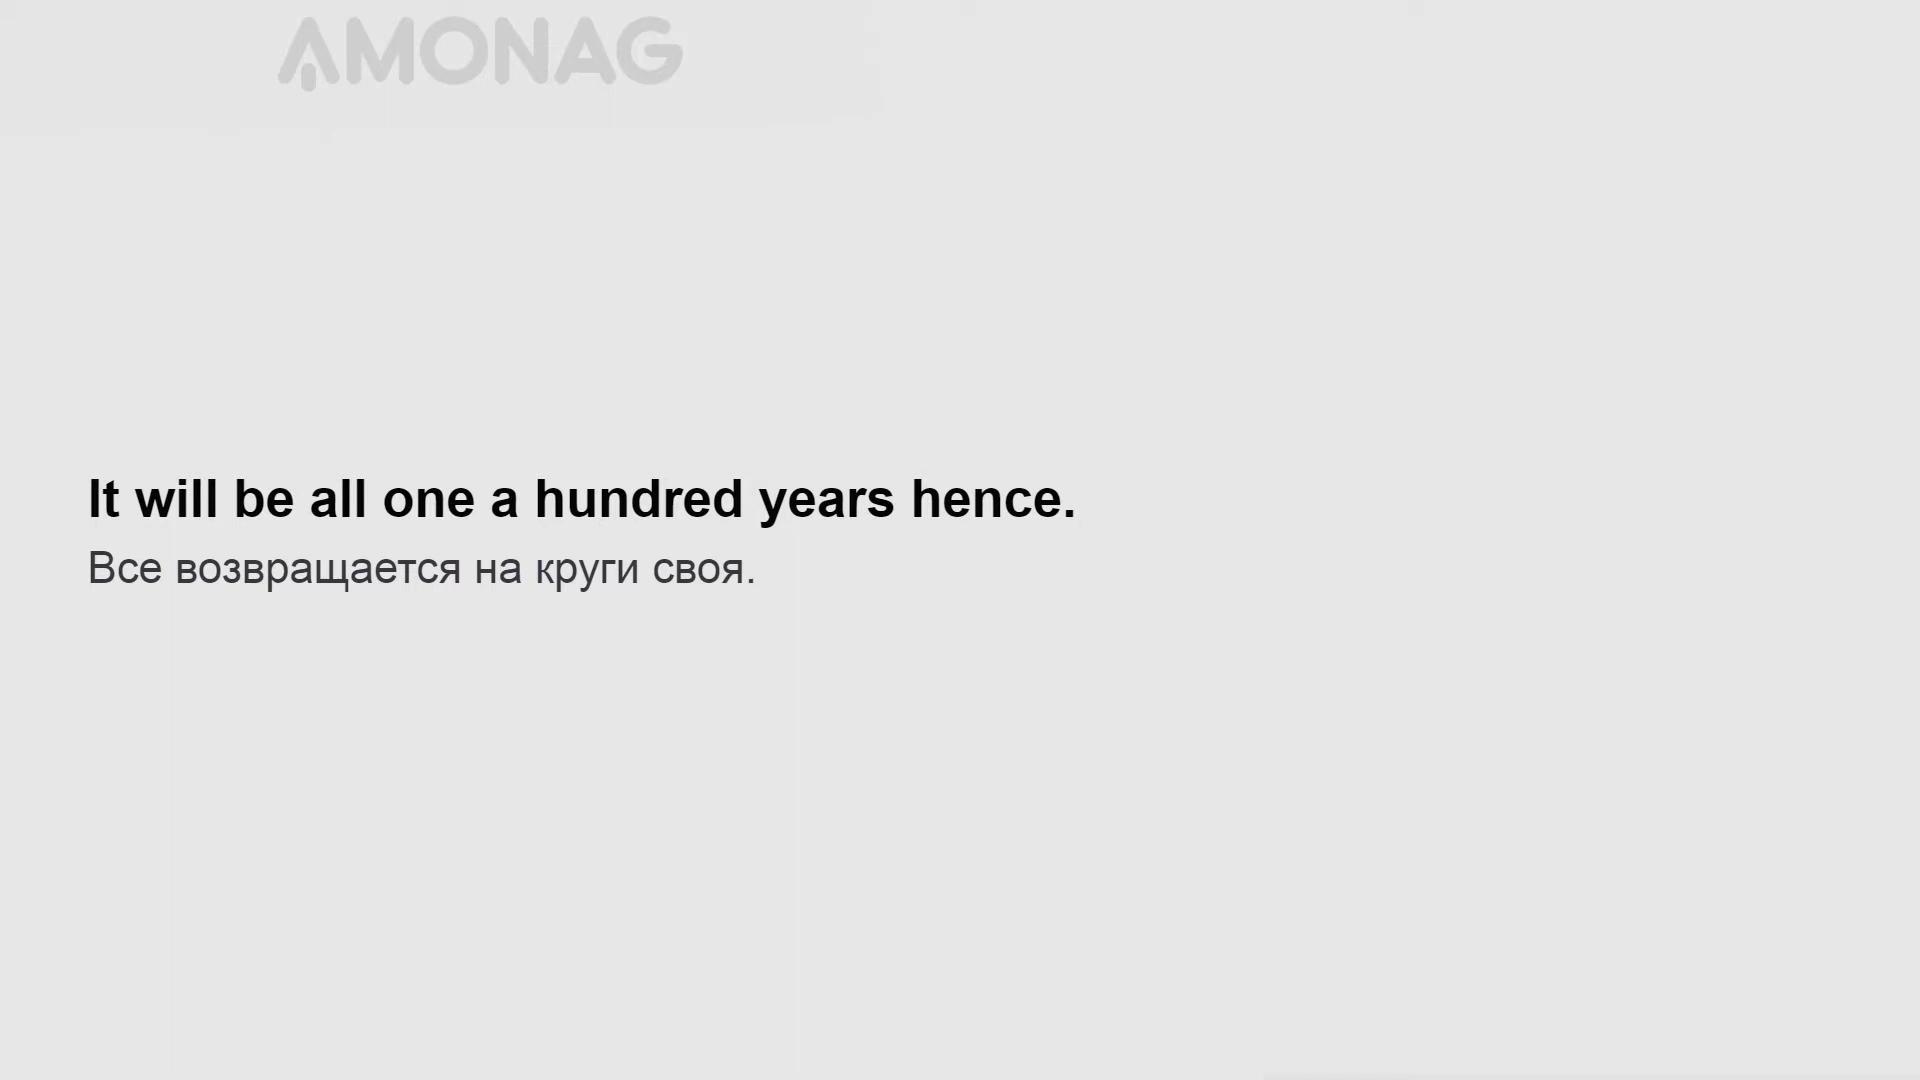 AMONAG
It will be all one a hundred years hence.
Все возвращается на круги своя.